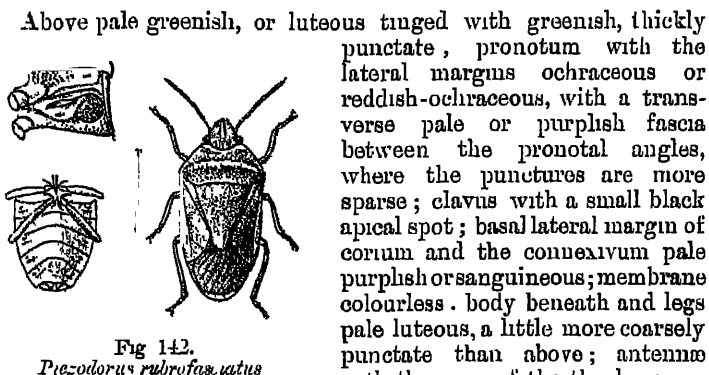 Above pale greenish, or luteous tinged with greenish, thickly
punctate, pronotum with the
lateral margins ochraceous or
reddish-ochraceous, with a trans-
verse pale or purplish fascia
between the pronotal angles,
where the punctures are more
sparse; clavus with a small black
apical spot; basal lateral margin of
corium and the connexivum pale
purplish or sanguineous; membrane
colourless. body beneath and legs
pale luteous, a little more coarsely
punctate than above; antennæ
Fig 142.
Piezodorus rubrofasciatus